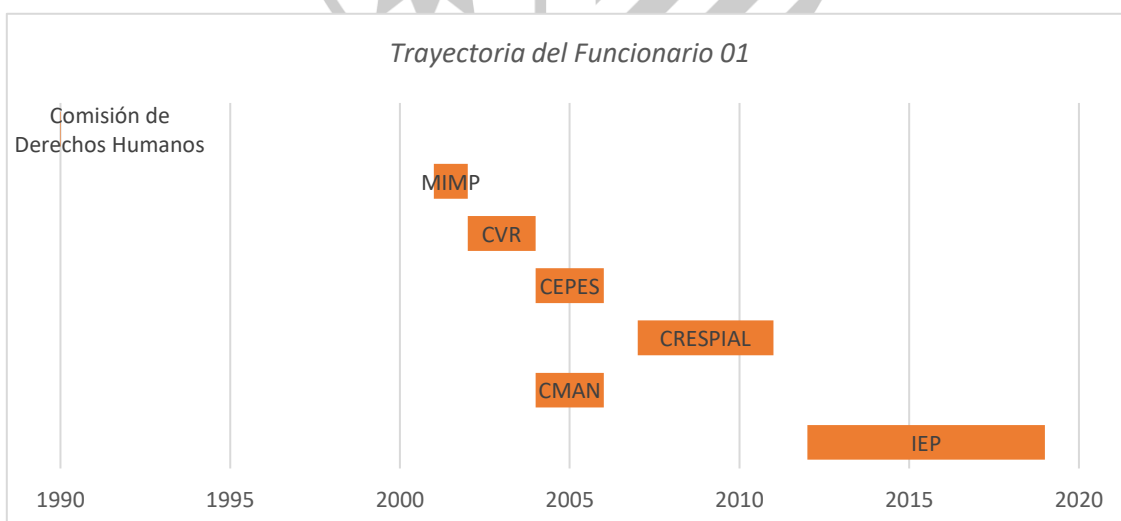 Trayectoria del Funcionario 01
Comisión de
Derechos Humanos
MIMP
CVR
CEPES
CRESPIAL
CMAN
IEP
1990 1995 2000 2005 2010 2015 2020